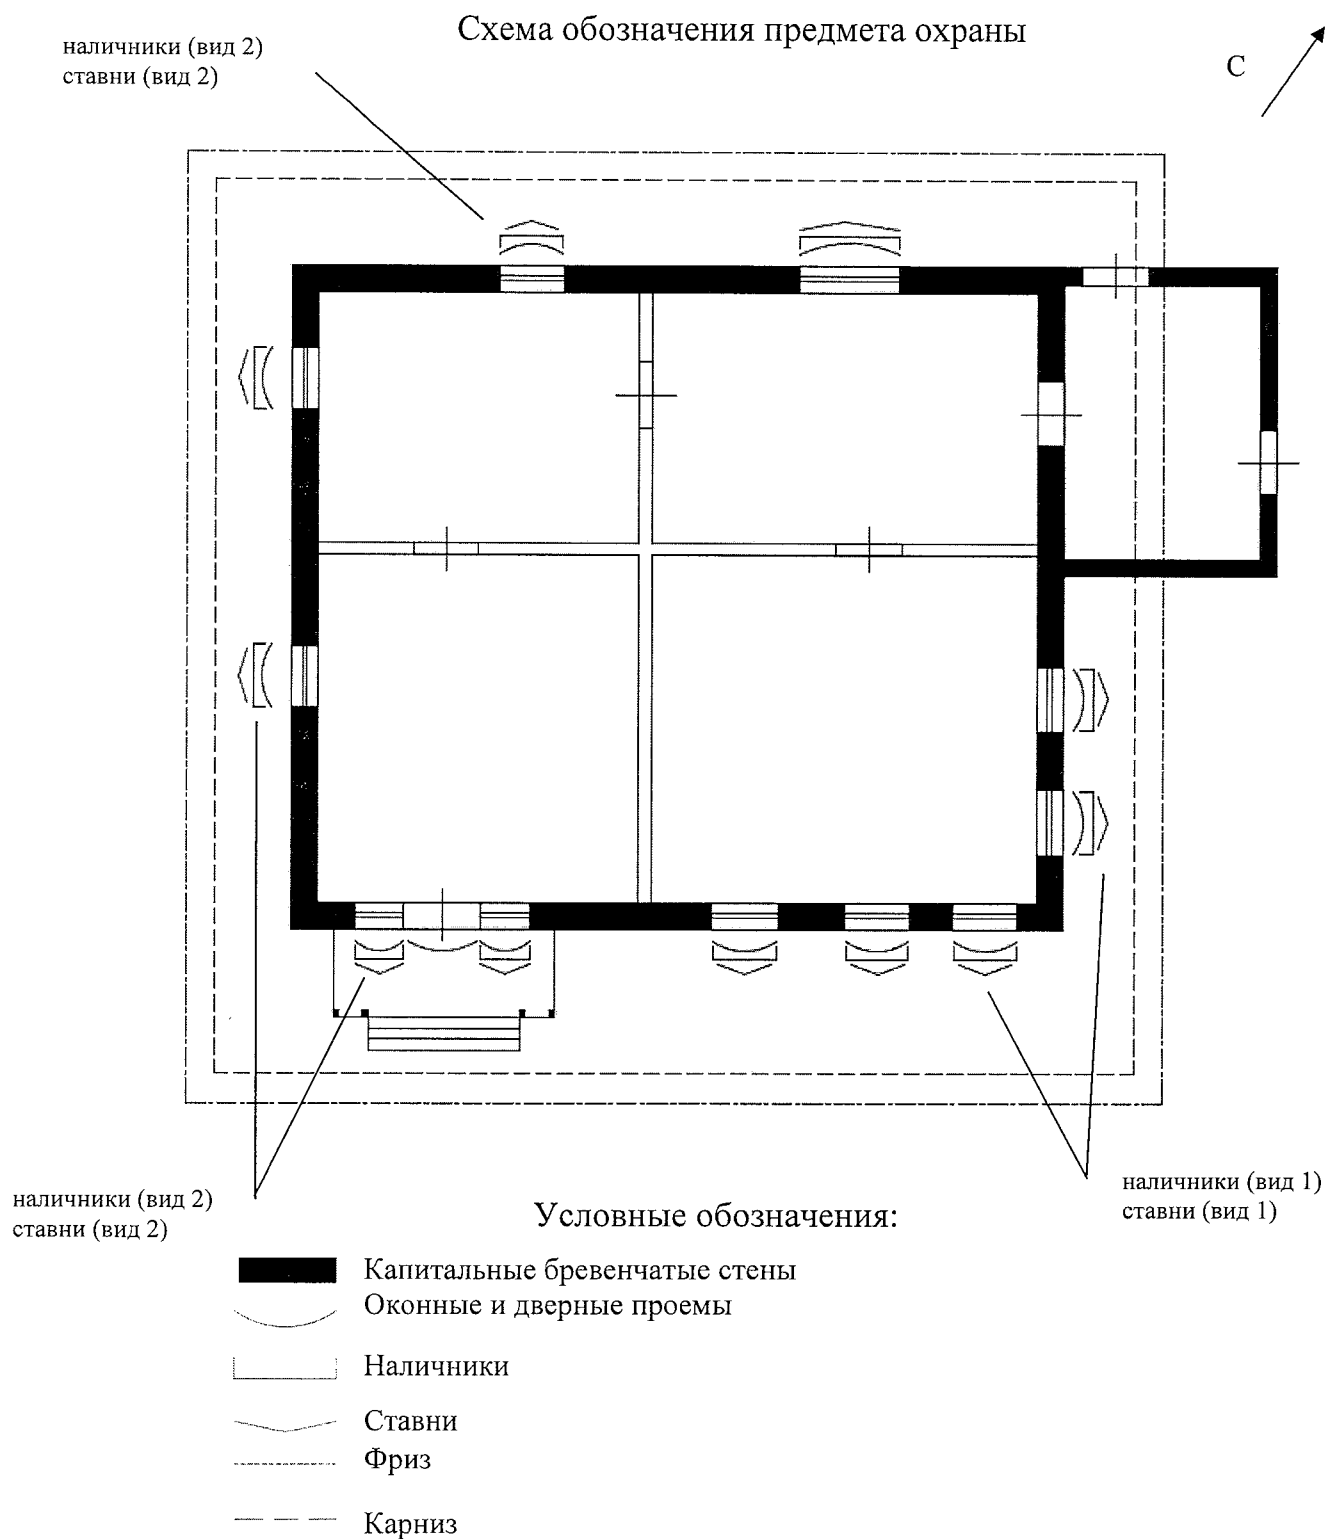 Схема обозначения предмета охраны
наличники (вид 2)
ставни (вид 2)
С
наличники (вид 2)
ставни (вид 2)
наличники (вид 1)
ставни (вид 1)
Условные обозначения:
Капитальные бревенчатые стены
Оконные и дверные проемы
Наличники
Ставни
Фриз
Карниз